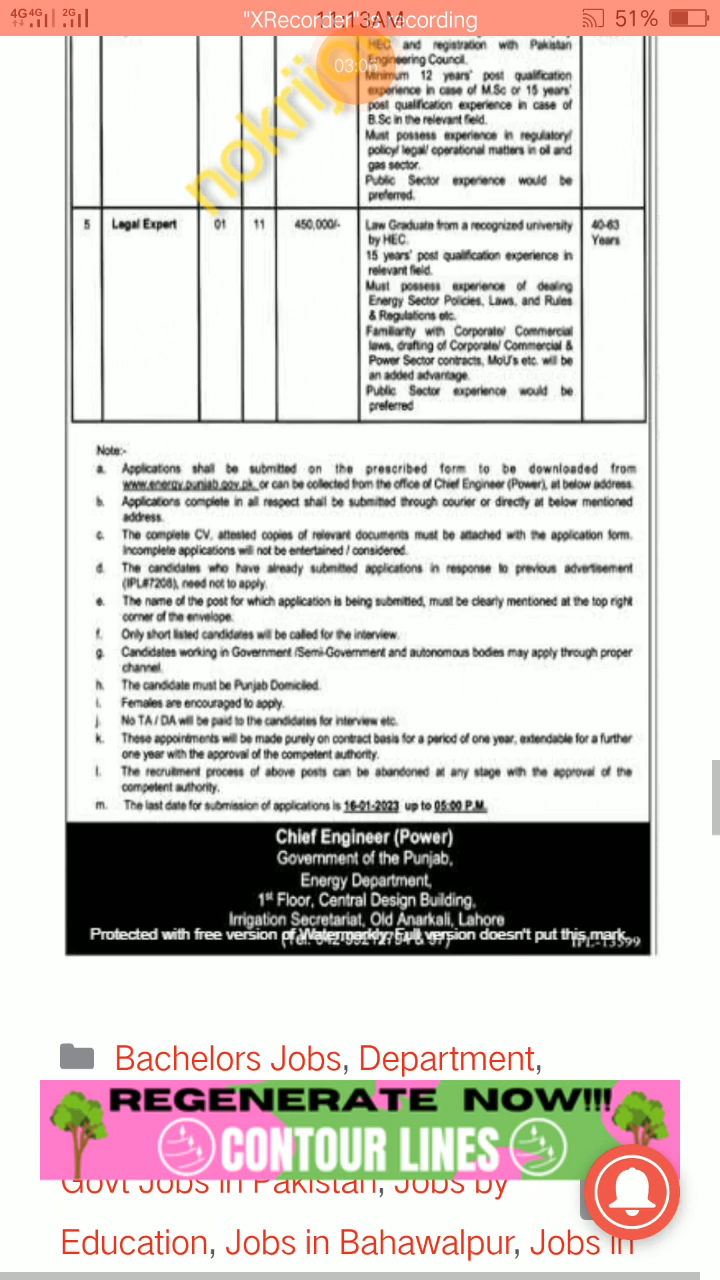 4G 4G 2G "XRecorder" is recording 51%
11:13AM
03:06
nokrijo
HEC and registration with Pakistan
Engineering Council.
Minimum 12 years' post qualification
experience in case of M.Sc or 15 years'
post qualification experience in case of
B.Sc in the relevant field.
Must possess experience in regulatory/
policy/ legal/ operational matters in oil and
gas sector.
Public Sector experience would be
preferred.
5 Legal Expert 01 11 450,000/- Law Graduate from a recognized university 40-63
by HEC. Years
15 years' post qualification experience in
relevant field.
Must possess experience of dealing
Energy Sector Policies, Laws, and Rules
& Regulations etc.
Familiarity with Corporate/ Commercial
laws, drafting of Corporate/ Commercial &
Power Sector contracts, MoU's etc. will be
an added advantage.
Public Sector experience would be
preferred
Note:-
a. Applications shall be submitted on the prescribed form to be downloaded from
www.energy.punjab.gov.pk, or can be collected from the office of Chief Engineer (Power), at below address.
b. Applications complete in all respect shall be submitted through courier or directly at below mentioned
address.
c. The complete CV, attested copies of relevant documents must be attached with the application form.
Incomplete applications will not be entertained / considered.
d. The candidates who have already submitted applications in response to previous advertisement
(IPL#7208), need not to apply.
e. The name of the post for which application is being submitted, must be clearly mentioned at the top right
corner of the envelope.
f. Only short listed candidates will be called for the interview.
g. Candidates working in Government /Semi-Government and autonomous bodies may apply through proper
channel.
h. The candidate must be Punjab Domiciled.
i. Females are encouraged to apply.
j. No TA / DA will be paid to the candidates for interview etc.
k. These appointments will be made purely on contract basis for a period of one year, extendable for a further
one year with the approval of the competent authority.
l. The recruitment process of above posts can be abandoned at any stage with the approval of the
competent authority.
m. The last date for submission of applications is 16-01-2023 up to 05:00 P.M.
Chief Engineer (Power)
Government of the Punjab,
Energy Department,
1st Floor, Central Design Building,
Irrigation Secretariat, Old Anarkali, Lahore
Protected with free version of Watermarkly. Full version doesn't put this mark.
IPL-13599
Bachelors Jobs, Department,
REGENERATE NOW!!!
CONTOUR LINES
Govt Jobs in Pakistan, Jobs by
Education, Jobs in Bahawalpur, Jobs in